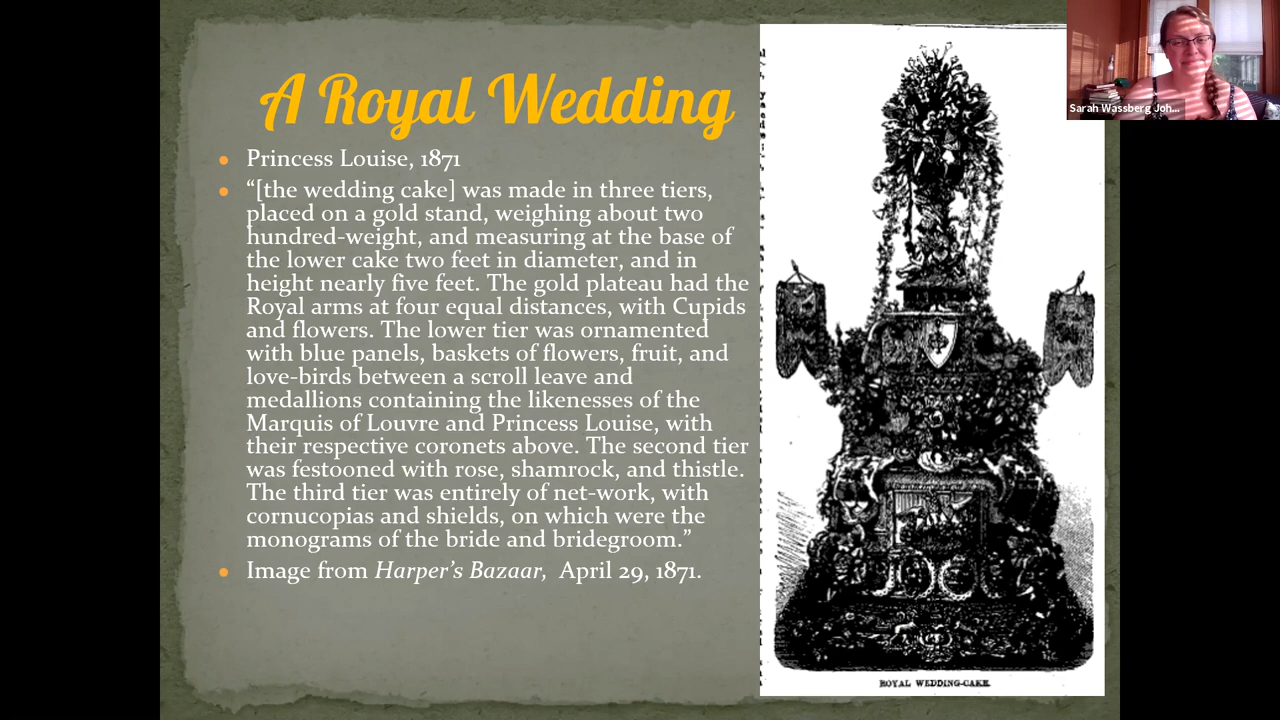 A Royal Wedding
Princess Louise, 1871
“[the wedding cake] was made in three tiers,
placed on a gold stand, weighing about two
hundred-weight, and measuring at the base of
the lower cake two feet in diameter, and in
height nearly five feet. The gold plateau had the
Royal arms at four equal distances, with Cupids
and flowers. The lower tier was ornamented
with blue panels, baskets of flowers, fruit, and
love-birds between a scroll leave and
medallions containing the likenesses of the
Marquis of Louvre and Princess Louise, with
their respective coronets above. The second tier
was festooned with rose, shamrock, and thistle.
The third tier was entirely of net-work, with
cornucopias and shields, on which were the
monograms of the bride and bridegroom.”
Image from Harper’s Bazaar, April 29, 1871.
ROYAL WEDDING-CAKE.
Sarah Wassberg Joh...